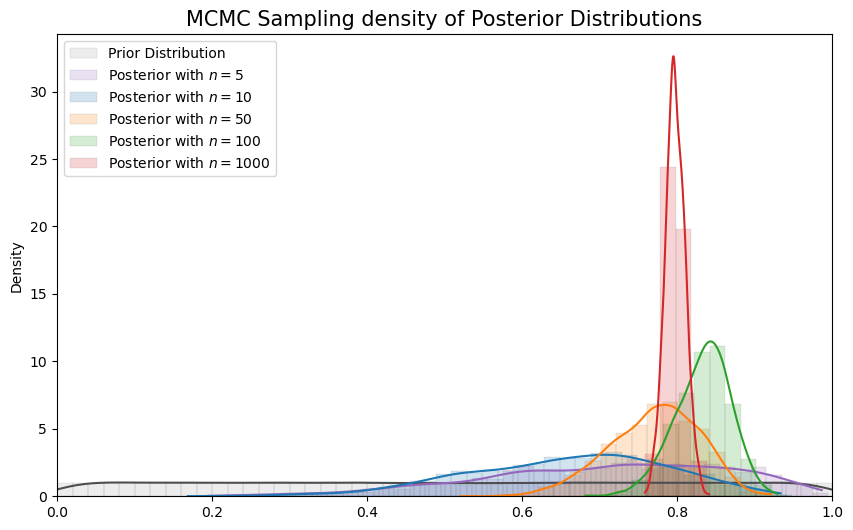 MCMC Sampling density of Posterior Distributions
Prior Distribution
Posterior with n = 5
Posterior with n = 10
Posterior with n = 50
Posterior with n = 100
Posterior with n = 1000
Density
30
25
20
15
10
5
0
0.0 0.2 0.4 0.6 0.8 1.0